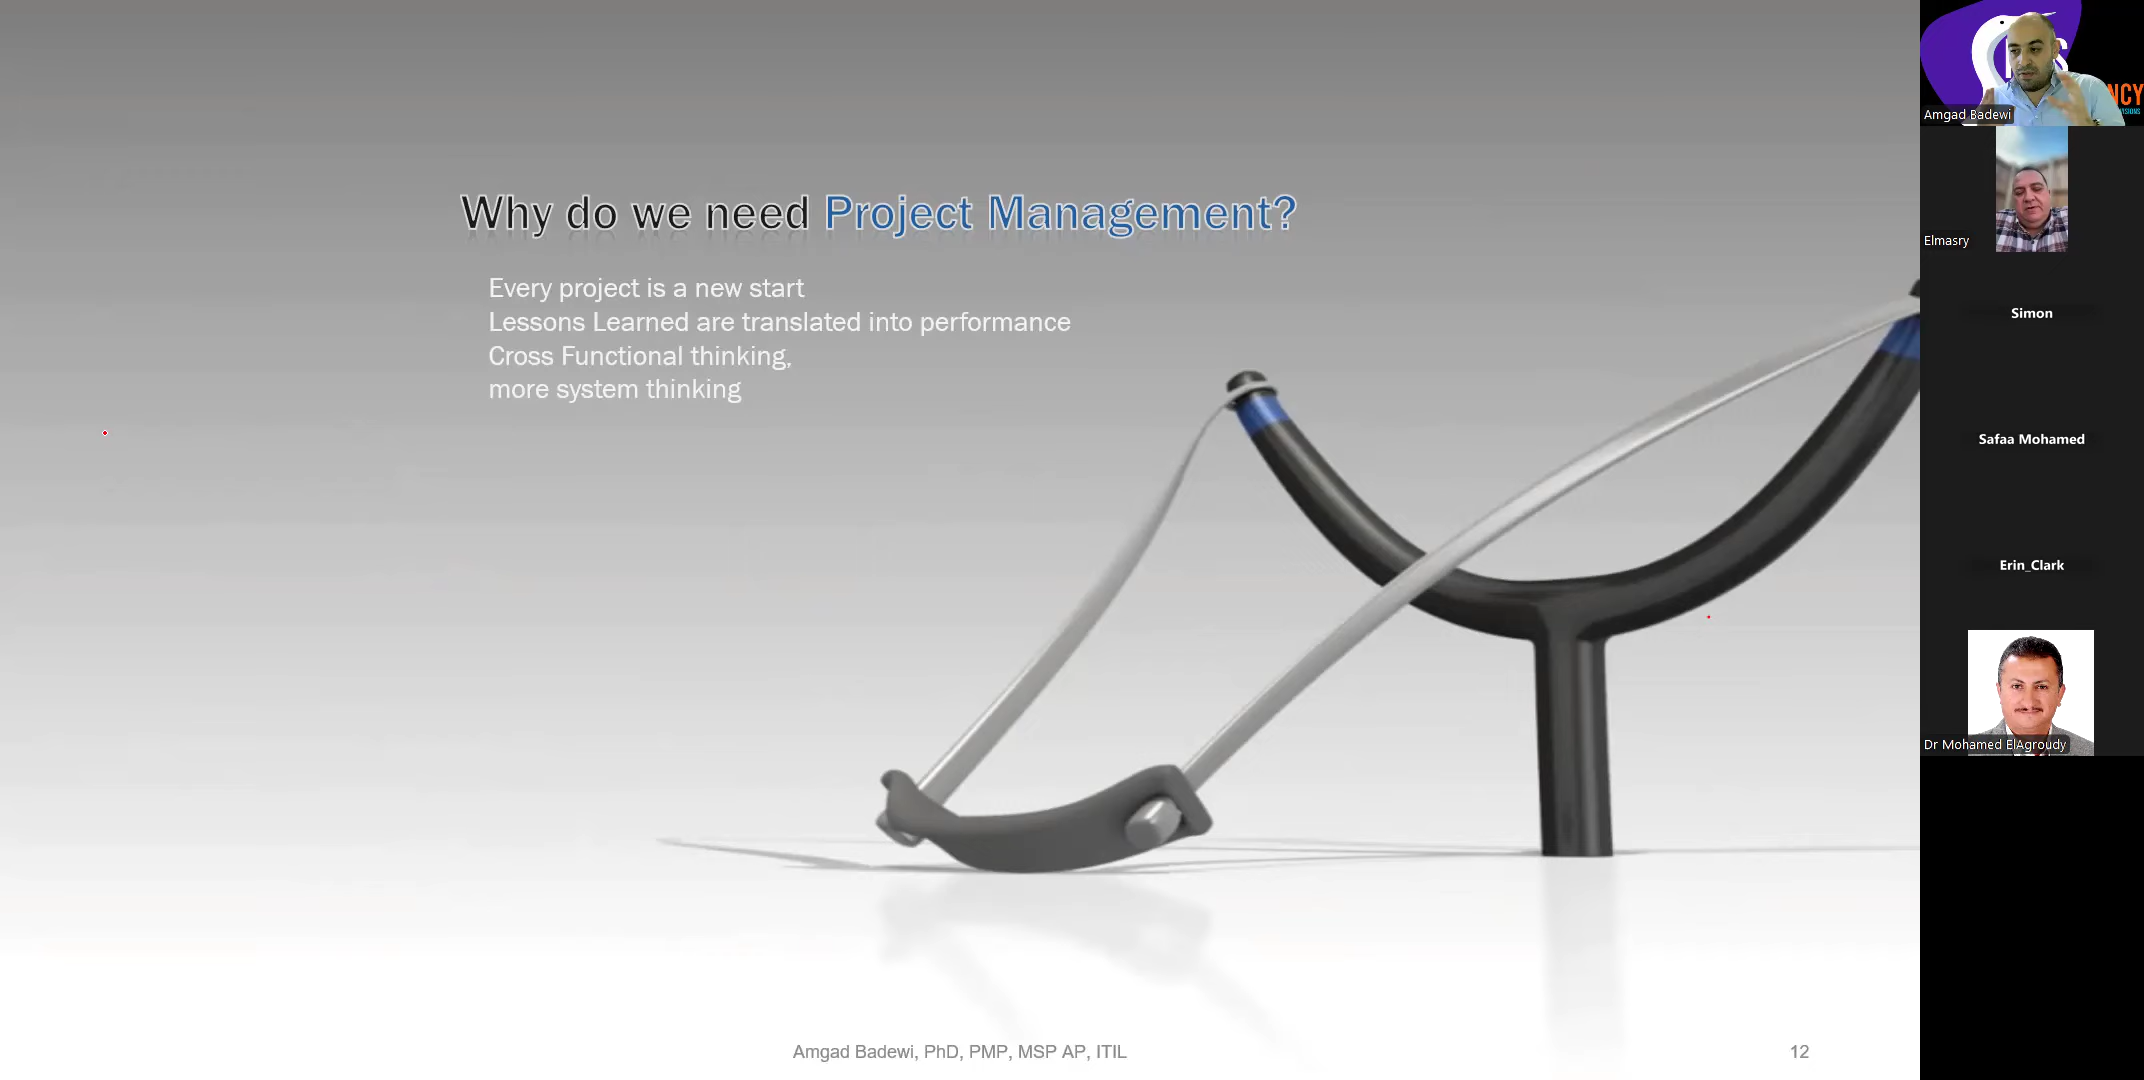 Why do we need Project Management?
Every project is a new start
Lessons Learned are translated into performance
Cross Functional thinking,
more system thinking
Amgad Badewi, PhD, PMP, MSP AP, ITIL
12
NCY
Amgad Badewi
Elmasry
Simon
Safaa Mohamed
Erin_Clark
Dr Mohamed ElAgroudy